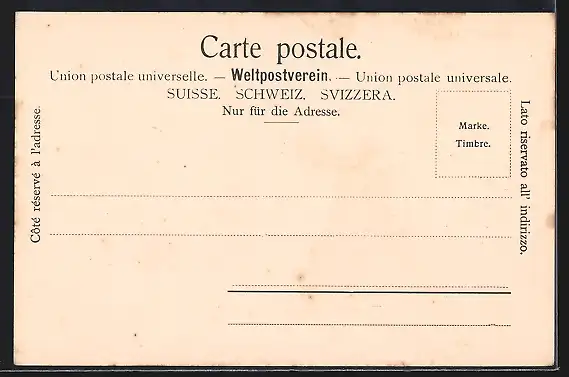 Carte postale.
Union postale universelle. — Weltpostverein. — Union postale universale.
SUISSE. SCHWEIZ. SVIZZERA.
Nur für die Adresse.
Marke.
Timbre.
Côté réservé à l'adresse.
Lato riservato all' indirizzo.